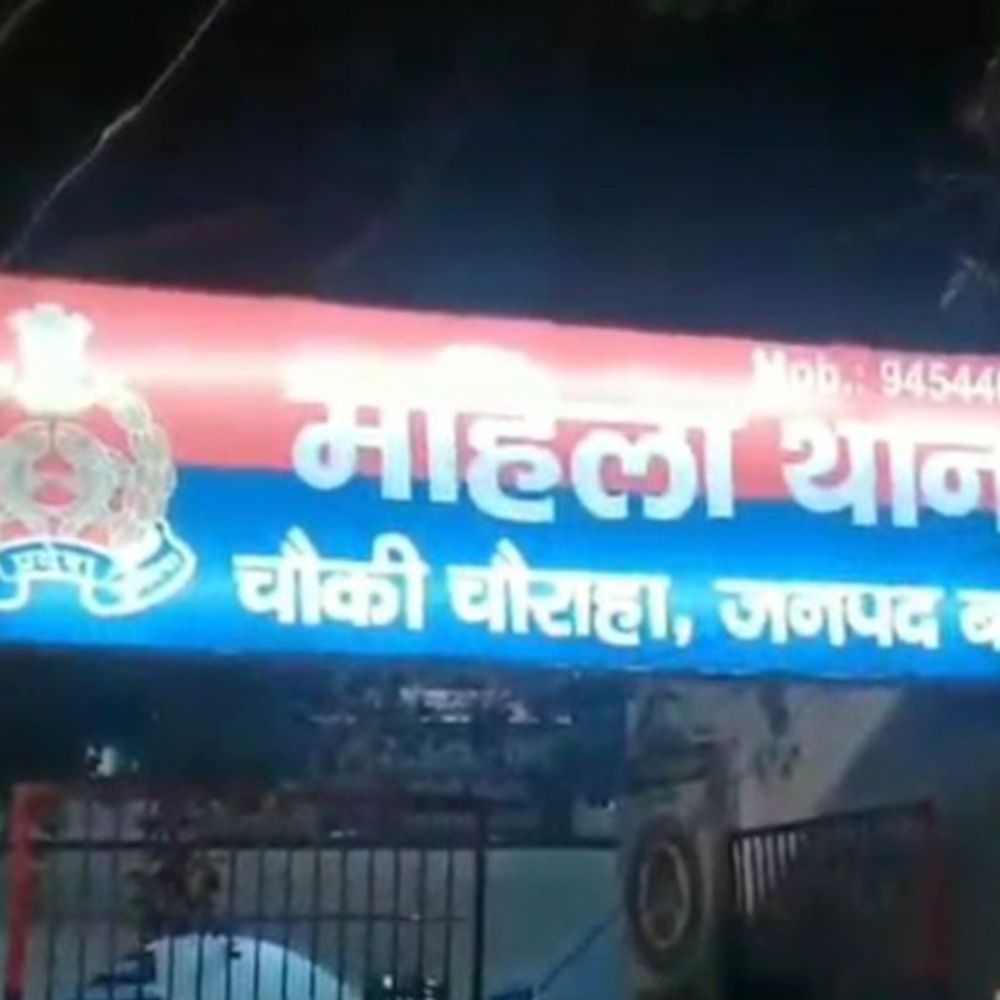 Mob.: 94544
महिला थान
चौकी चौराहा, जनपद ब